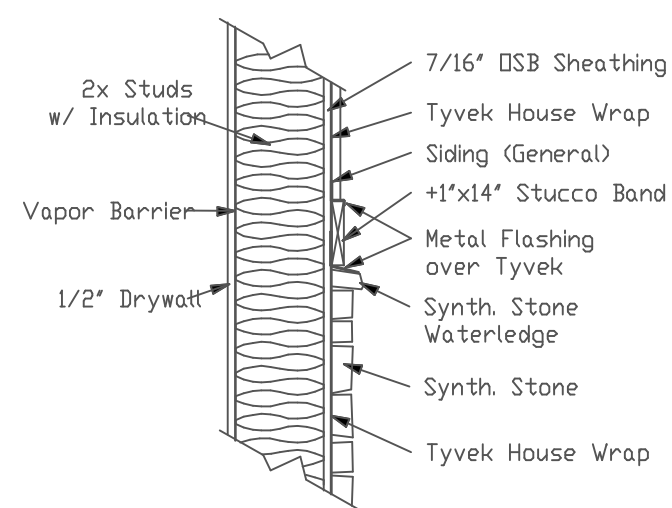 2x Studs
w/ Insulation
Vapor Barrier
1/2" Drywall
7/16" OSB Sheathing
Tyvek House Wrap
Siding (General)
+1"x14" Stucco Band
Metal Flashing
over Tyvek
Synth. Stone
Waterledge
Synth. Stone
Tyvek House Wrap